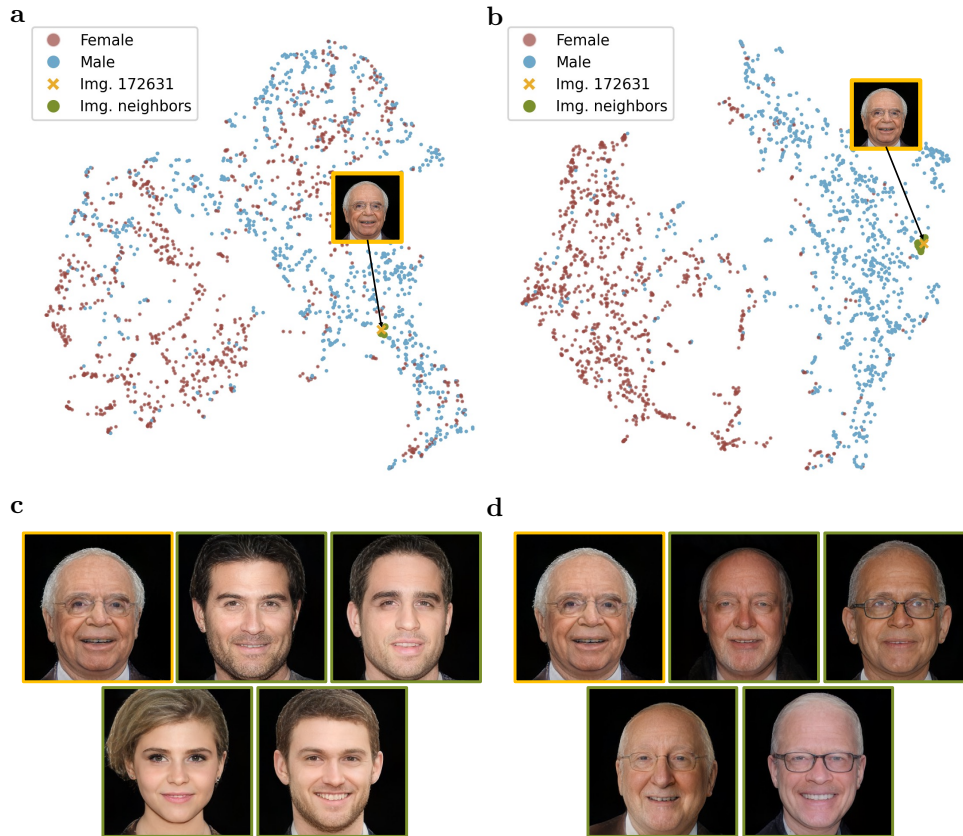 a
Female
Male
Img. 172631
Img. neighbors
b
Female
Male
Img. 172631
Img. neighbors
c
d